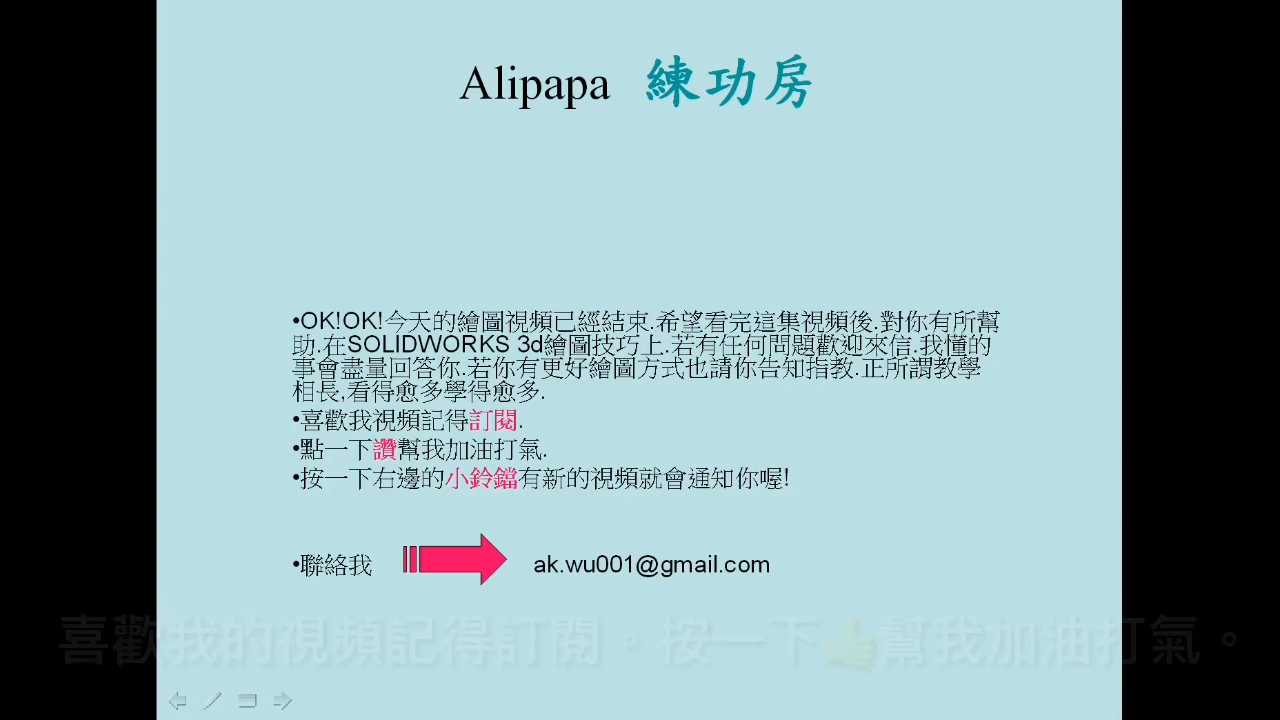 Alipapa 練功房
•OK!OK!今天的繪圖視頻已經結束.希望看完這集視頻後.對你有所幫
助.在SOLIDWORKS 3d繪圖技巧上.若有任何問題歡迎來信.我懂的
事會盡量回答你.若你有更好繪圖方式也請你告知指教.正所謂教學
相長,看得愈多學得愈多.
•喜歡我視頻記得訂閱.
•點一下讚幫我加油打氣.
•按一下右邊的小鈴鐺有新的視頻就會通知你喔!
•聯絡我 ak.wu001@gmail.com
喜歡我的視頻記得訂閱。按一下👍幫我加油打氣。